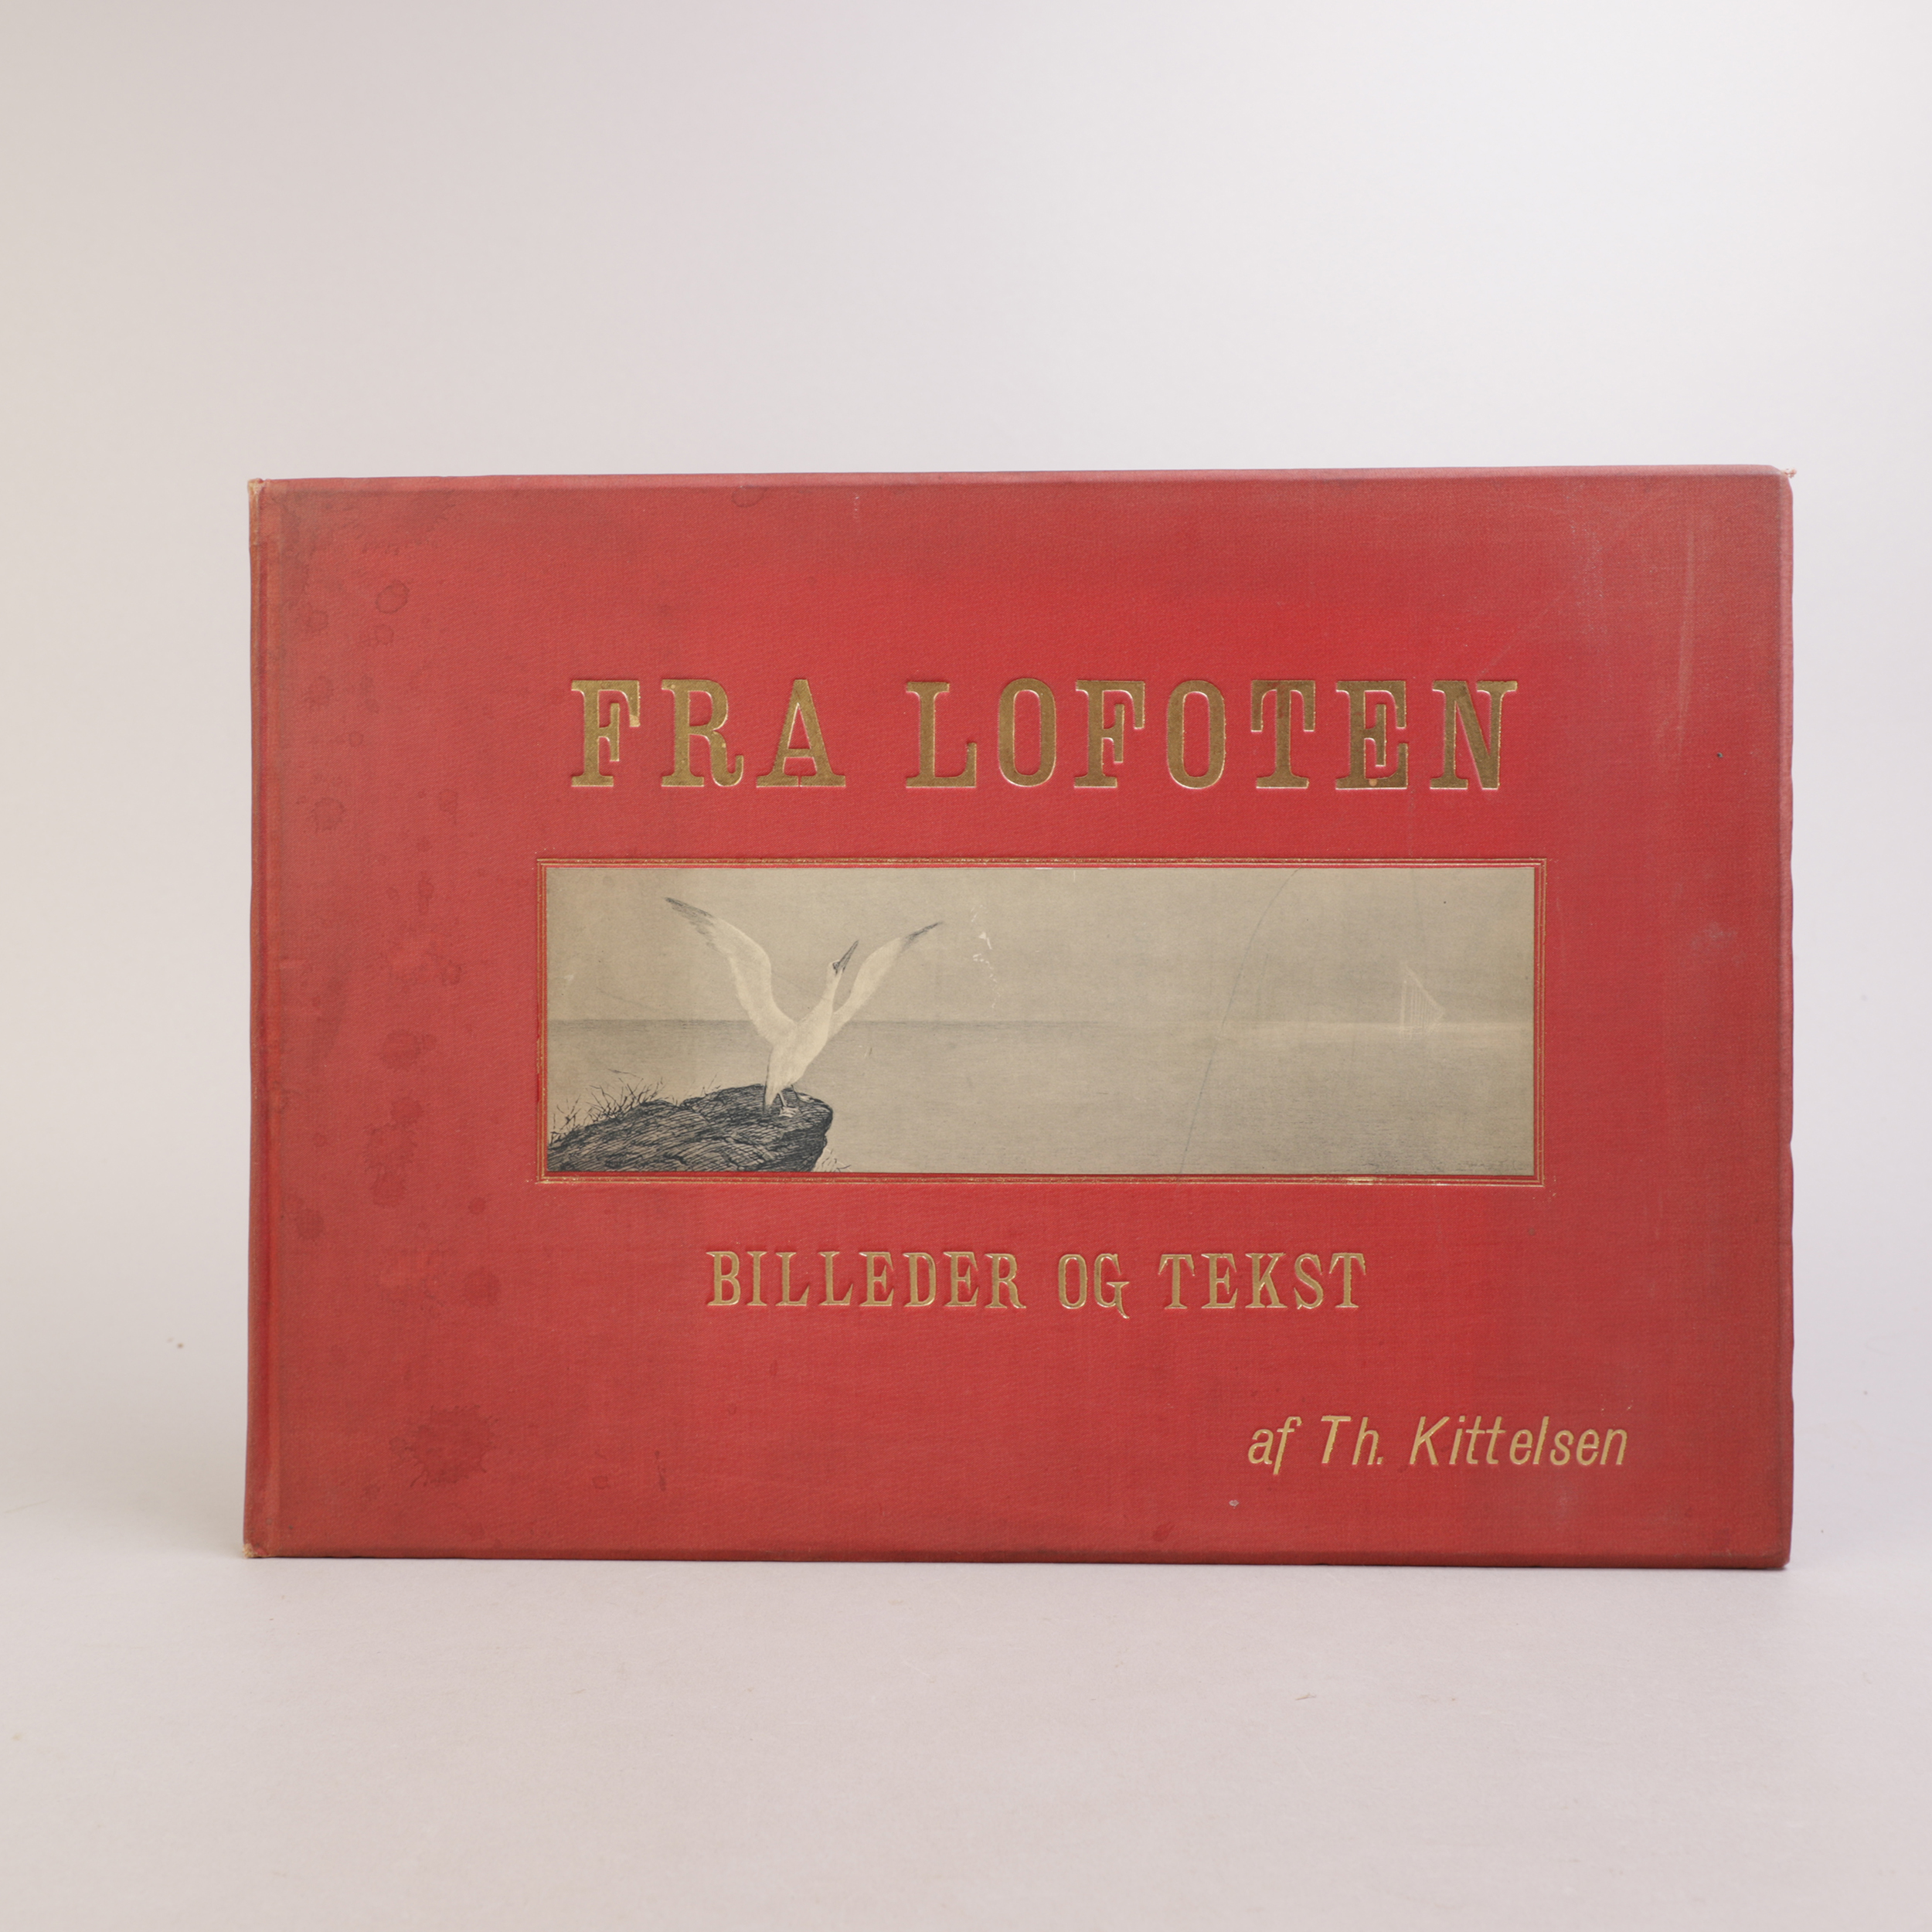 FRA LOFOTEN
BILLEDER OG TEKST
af Th. Kittelsen